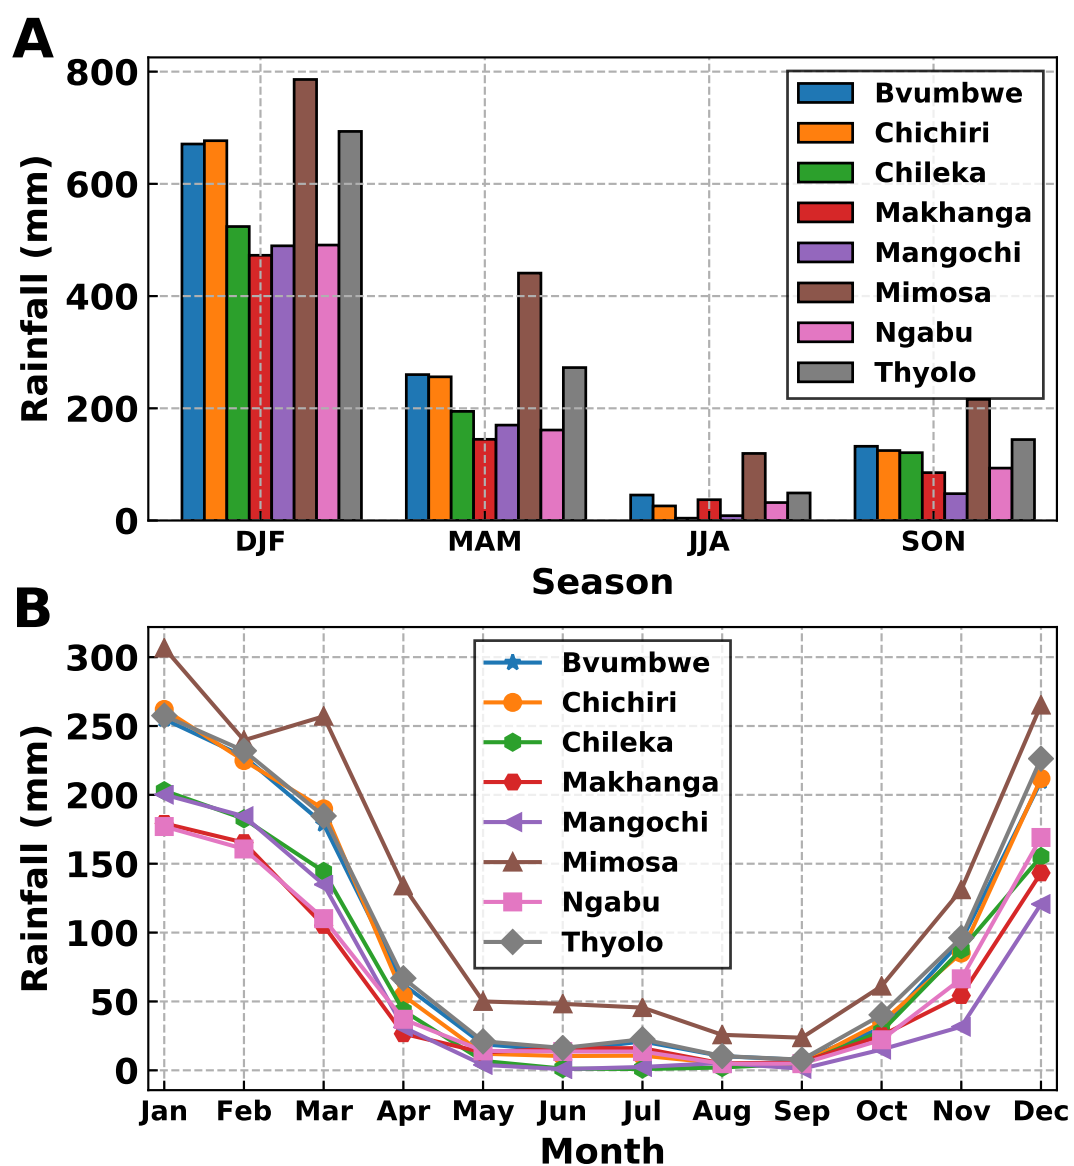 A
800
600
400
200
0
Rainfall (mm)
Bvumbwe
Chichiri
Chileka
Makhanga
Mangochi
Mimosa
Ngabu
Thyolo
DJF MAM JJA SON
Season
B
300
250
200
150
100
50
0
Rainfall (mm)
Bvumbwe
Chichiri
Chileka
Makhanga
Mangochi
Mimosa
Ngabu
Thyolo
Jan Feb Mar Apr May Jun Jul Aug Sep Oct Nov Dec
Month